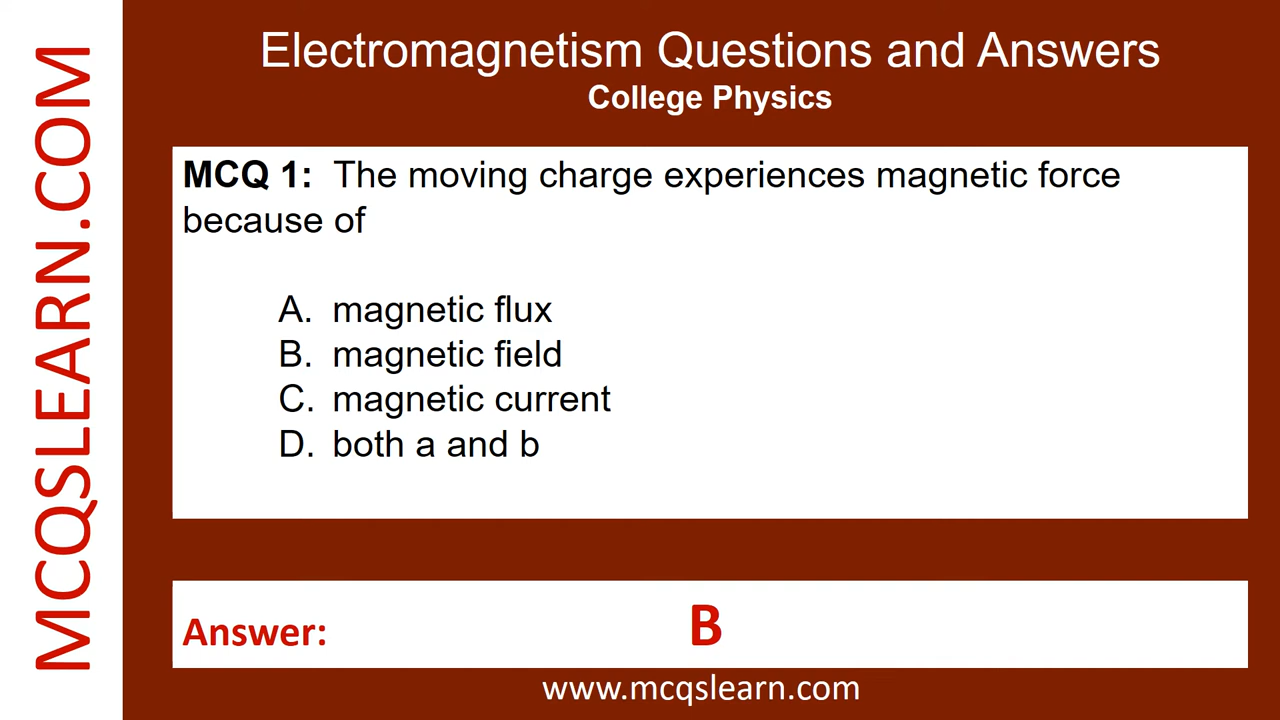 MCQSLEARN.COM
Electromagnetism Questions and Answers
College Physics
MCQ 1: The moving charge experiences magnetic force
because of
A. magnetic flux
B. magnetic field
C. magnetic current
D. both a and b
Answer: B
www.mcqslearn.com